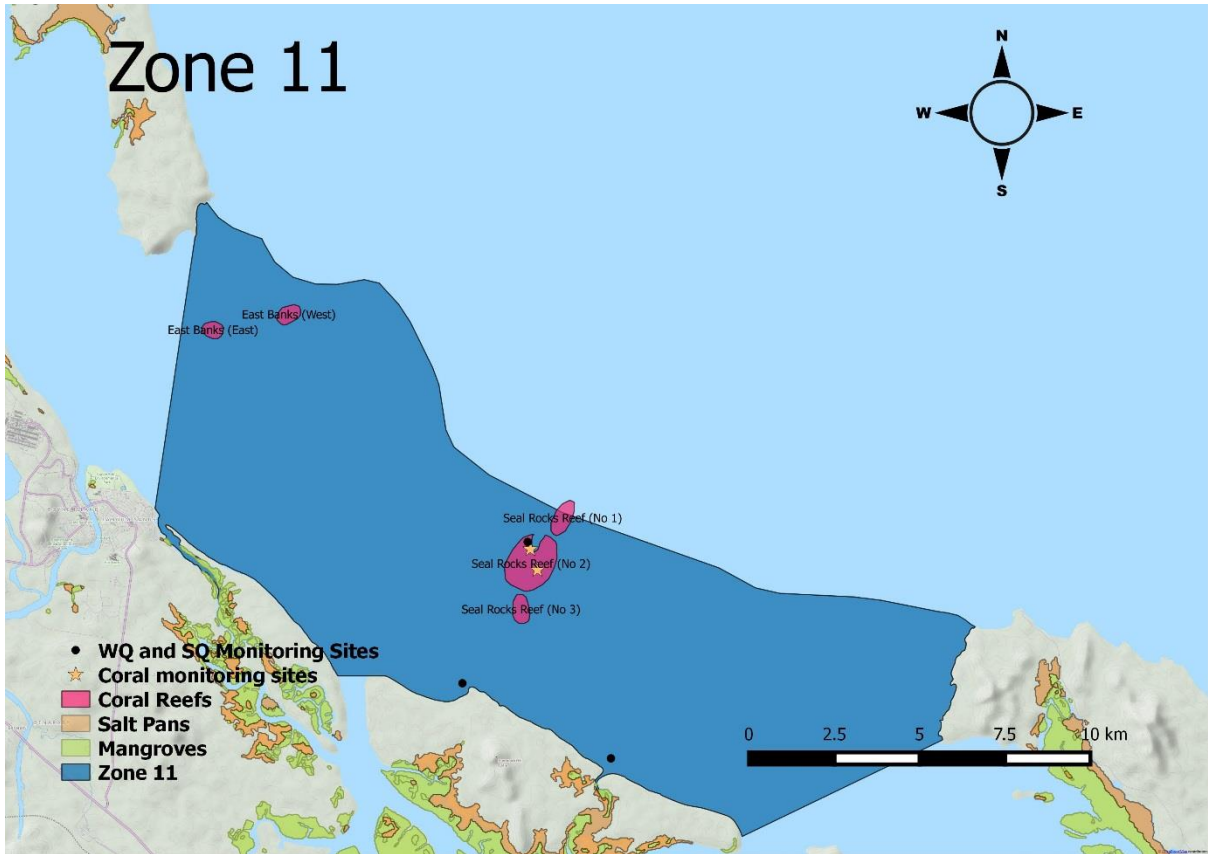 Zone 11
N
W E
S
East Banks (West)
East Banks (East)
Seal Rocks Reef (No 1)
Seal Rocks Reef (No 2)
Seal Rocks Reef (No 3)
WQ and SQ Monitoring Sites
Coral monitoring sites
Coral Reefs
Salt Pans
Mangroves
Zone 11
0 2.5 5 7.5 10 km